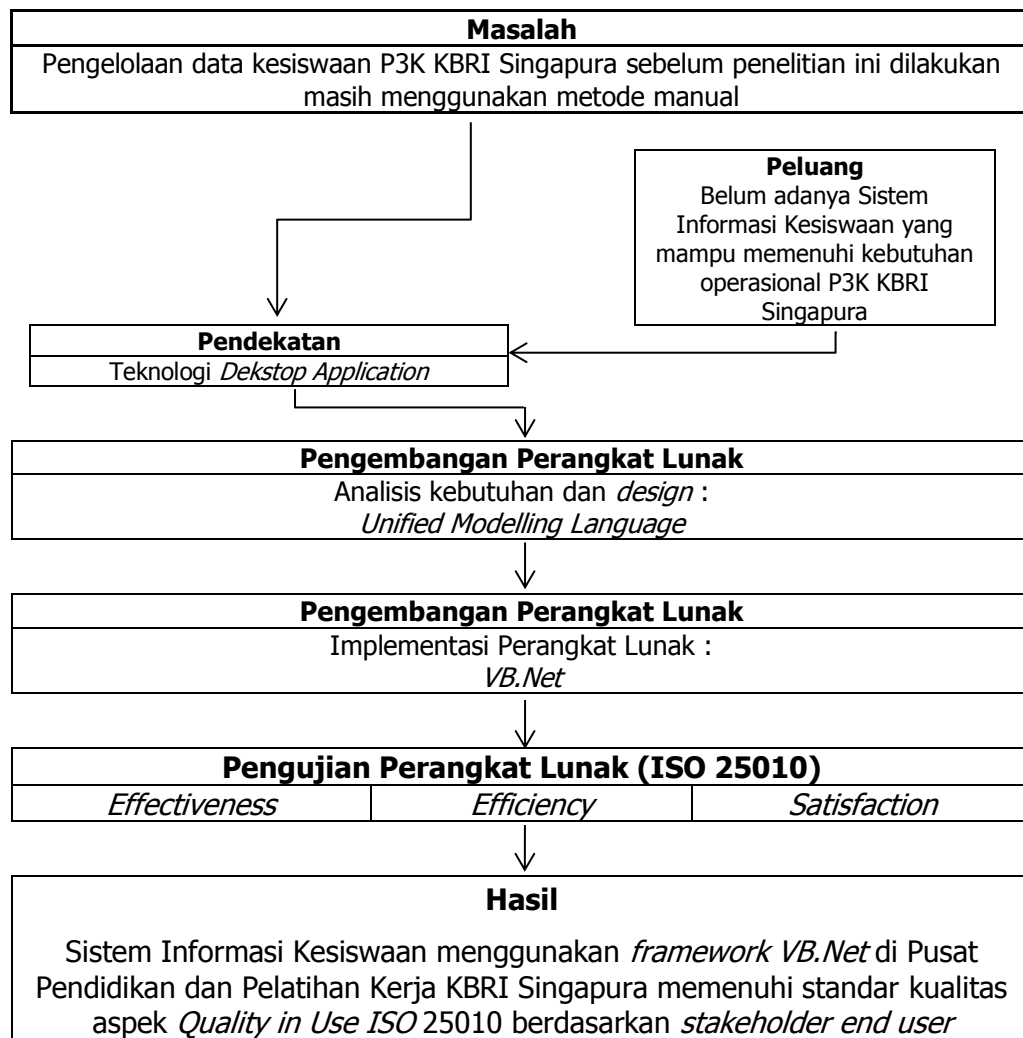 Masalah
Pengelolaan data kesiswaan P3K KBRI Singapura sebelum penelitian ini dilakukan
masih menggunakan metode manual
Peluang
Belum adanya Sistem
Informasi Kesiswaan yang
mampu memenuhi kebutuhan
operasional P3K KBRI
Singapura
Pendekatan
Teknologi Dekstop Application
Pengembangan Perangkat Lunak
Analisis kebutuhan dan design :
Unified Modelling Language
Pengembangan Perangkat Lunak
Implementasi Perangkat Lunak :
VB.Net
Pengujian Perangkat Lunak (ISO 25010)
Effectiveness Efficiency Satisfaction
Hasil
Sistem Informasi Kesiswaan menggunakan framework VB.Net di Pusat
Pendidikan dan Pelatihan Kerja KBRI Singapura memenuhi standar kualitas
aspek Quality in Use ISO 25010 berdasarkan stakeholder end user